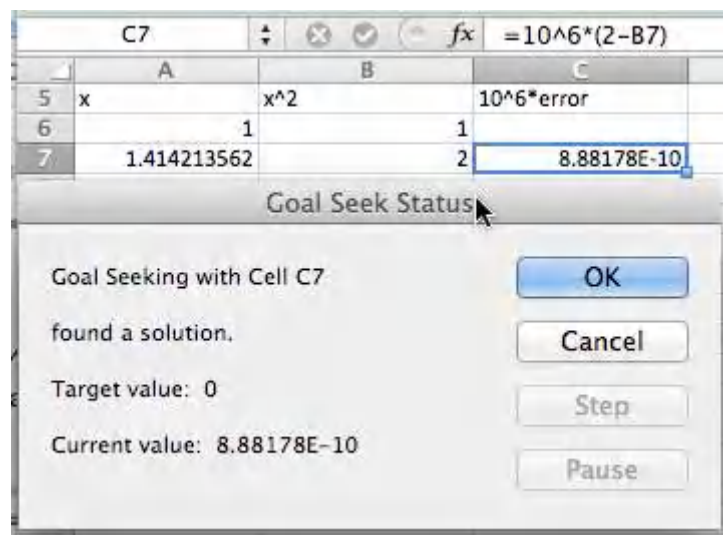 C7 fx =10^6*(2-B7)
A B C
5 x x^2 10^6*error
6 1 1
7 1.414213562 2 8.88178E-10
Goal Seek Status
Goal Seeking with Cell C7
found a solution.
Target value: 0
Current value: 8.88178E-10
OK
Cancel
Step
Pause